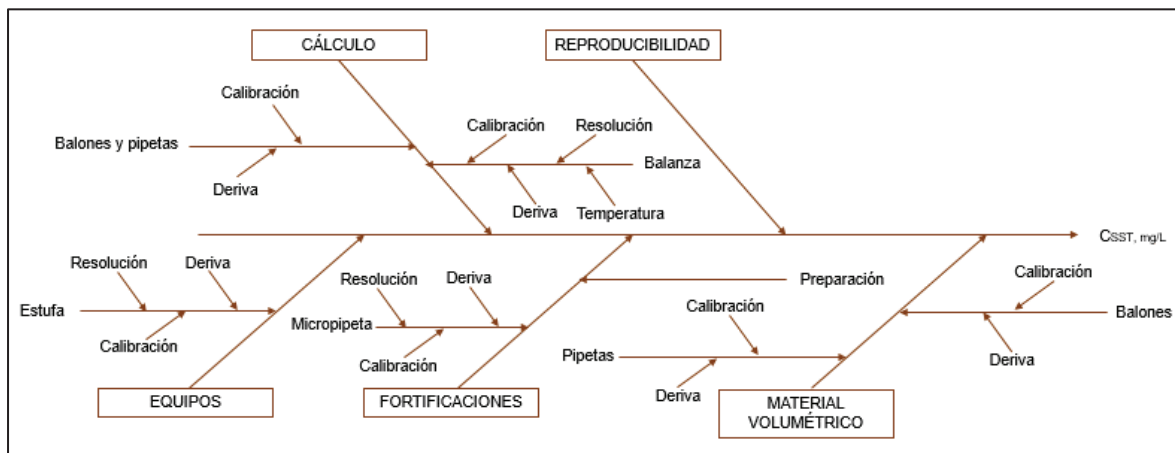 CÁLCULO
REPRODUCIBILIDAD
Calibración
Balones y pipetas
Deriva
Calibración
Resolución
Balanza
Deriva
Temperatura
CSST, mg/L
Resolución
Deriva
Estufa
Calibración
Resolución
Deriva
Micropipeta
Calibración
Preparación
Calibración
Pipetas
Deriva
Calibración
Balones
Deriva
EQUIPOS
FORTIFICACIONES
MATERIAL
VOLUMÉTRICO